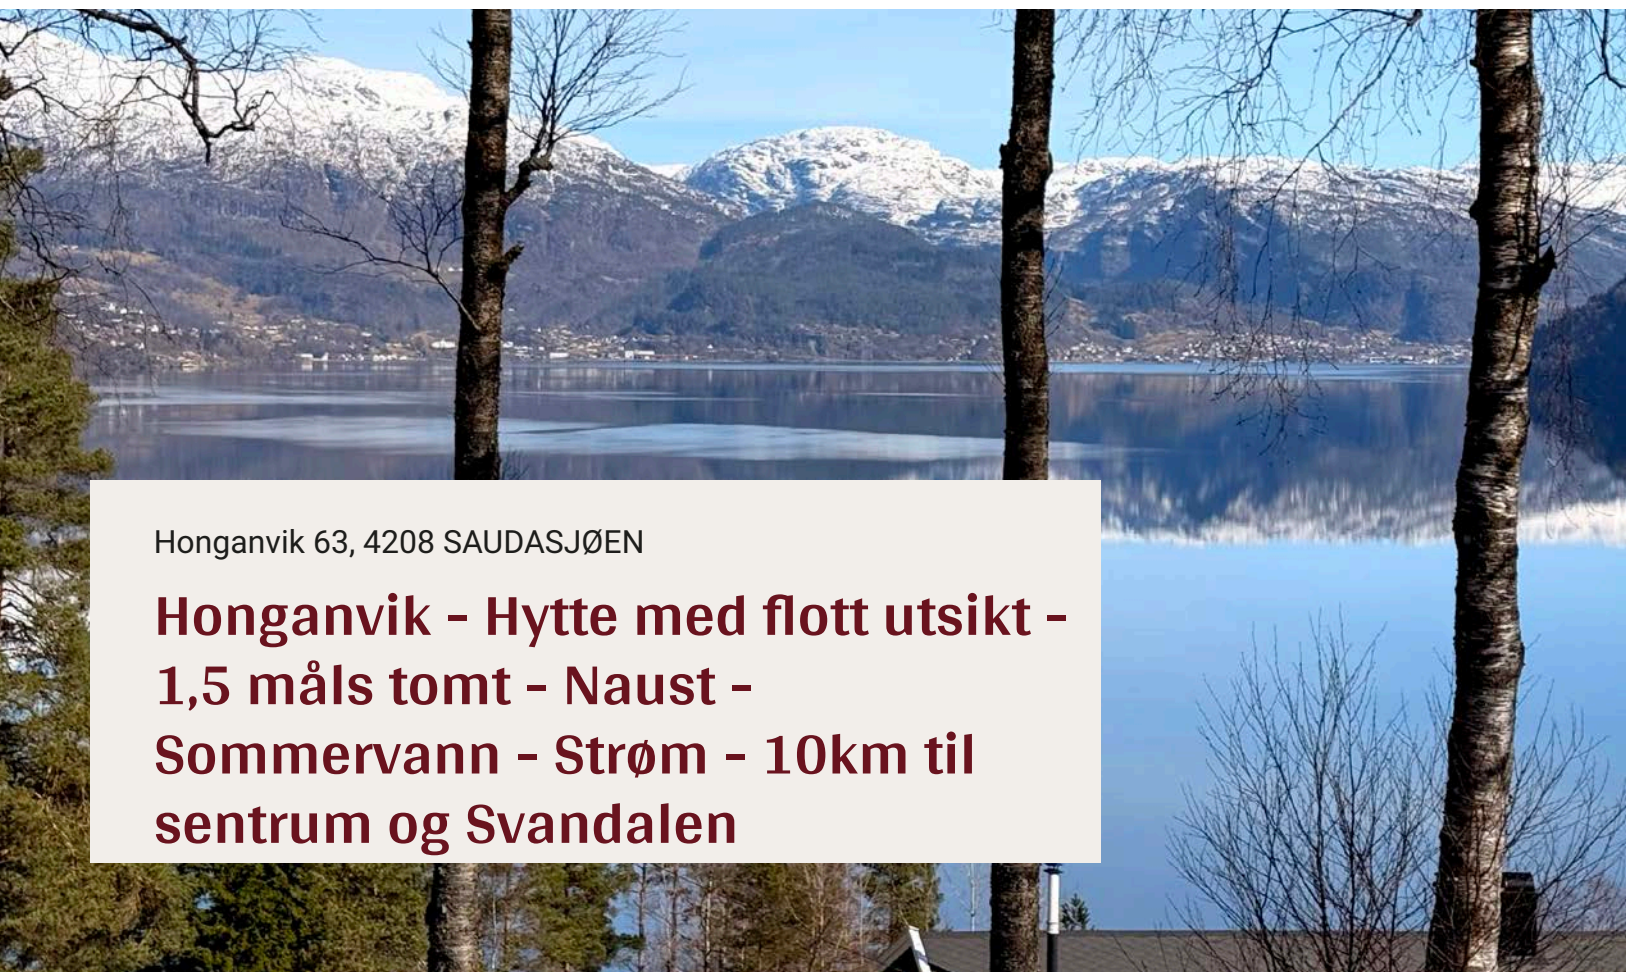 Honganvik 63, 4208 SAUDASJØEN
Honganvik - Hytte med flott utsikt -
1,5 måls tomt - Naust -
Sommervann - Strøm - 10km til
sentrum og Svandalen